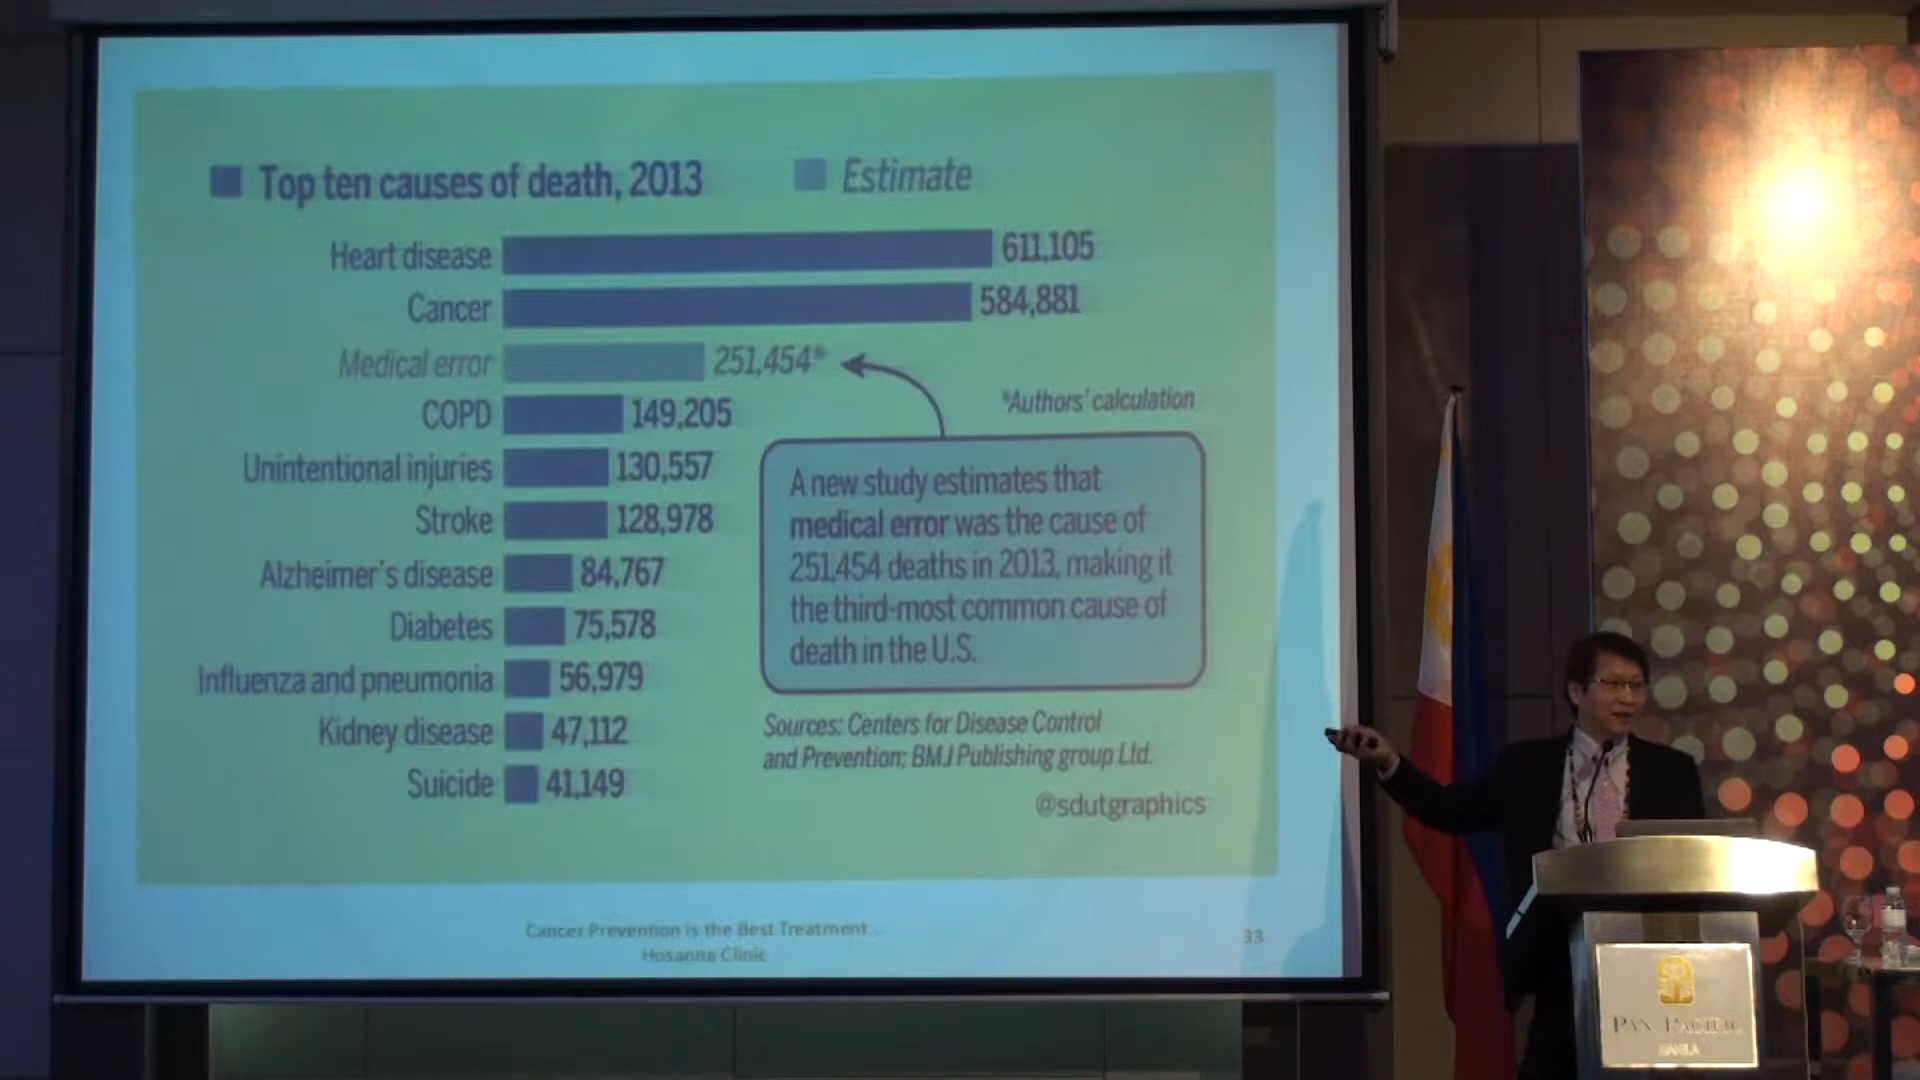 Top ten causes of death, 2013
Estimate
Heart disease 611,105
Cancer 584,881
Medical error 251,454*
*Authors' calculation
COPD 149,205
Unintentional injuries 130,557
Stroke 128,978
Alzheimer's disease 84,767
Diabetes 75,578
Influenza and pneumonia 56,979
Kidney disease 47,112
Suicide 41,149
A new study estimates that
medical error was the cause of
251,454 deaths in 2013, making it
the third-most common cause of
death in the U.S.
Sources: Centers for Disease Control
and Prevention; BMJ Publishing group Ltd.
@sdutgraphics
Cancer Prevention is the Best Treatment
Hosanna Clinic
33
PAN PACIFIC
MANILA